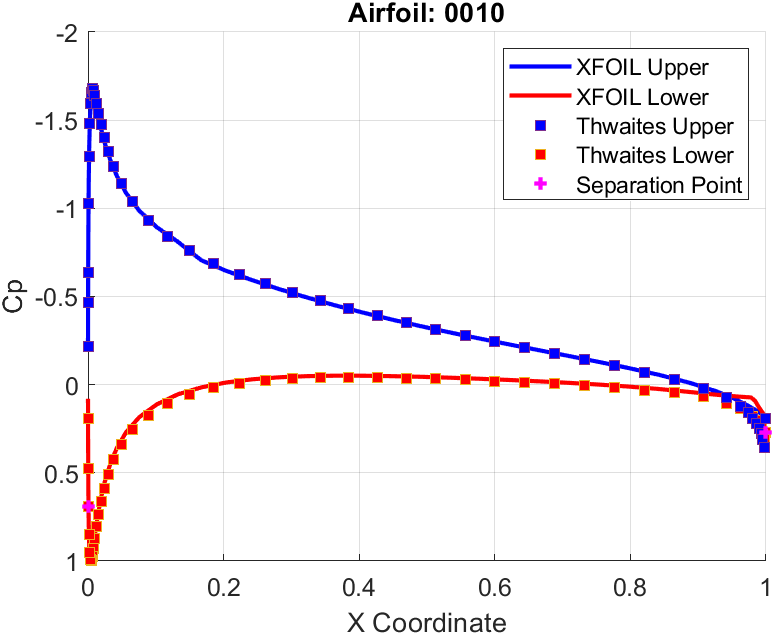 Airfoil: 0010
-2
-1.5
-1
-0.5
0
0.5
1
Cp
XFOIL Upper
XFOIL Lower
Thwaites Upper
Thwaites Lower
Separation Point
0 0.2 0.4 0.6 0.8 1
X Coordinate